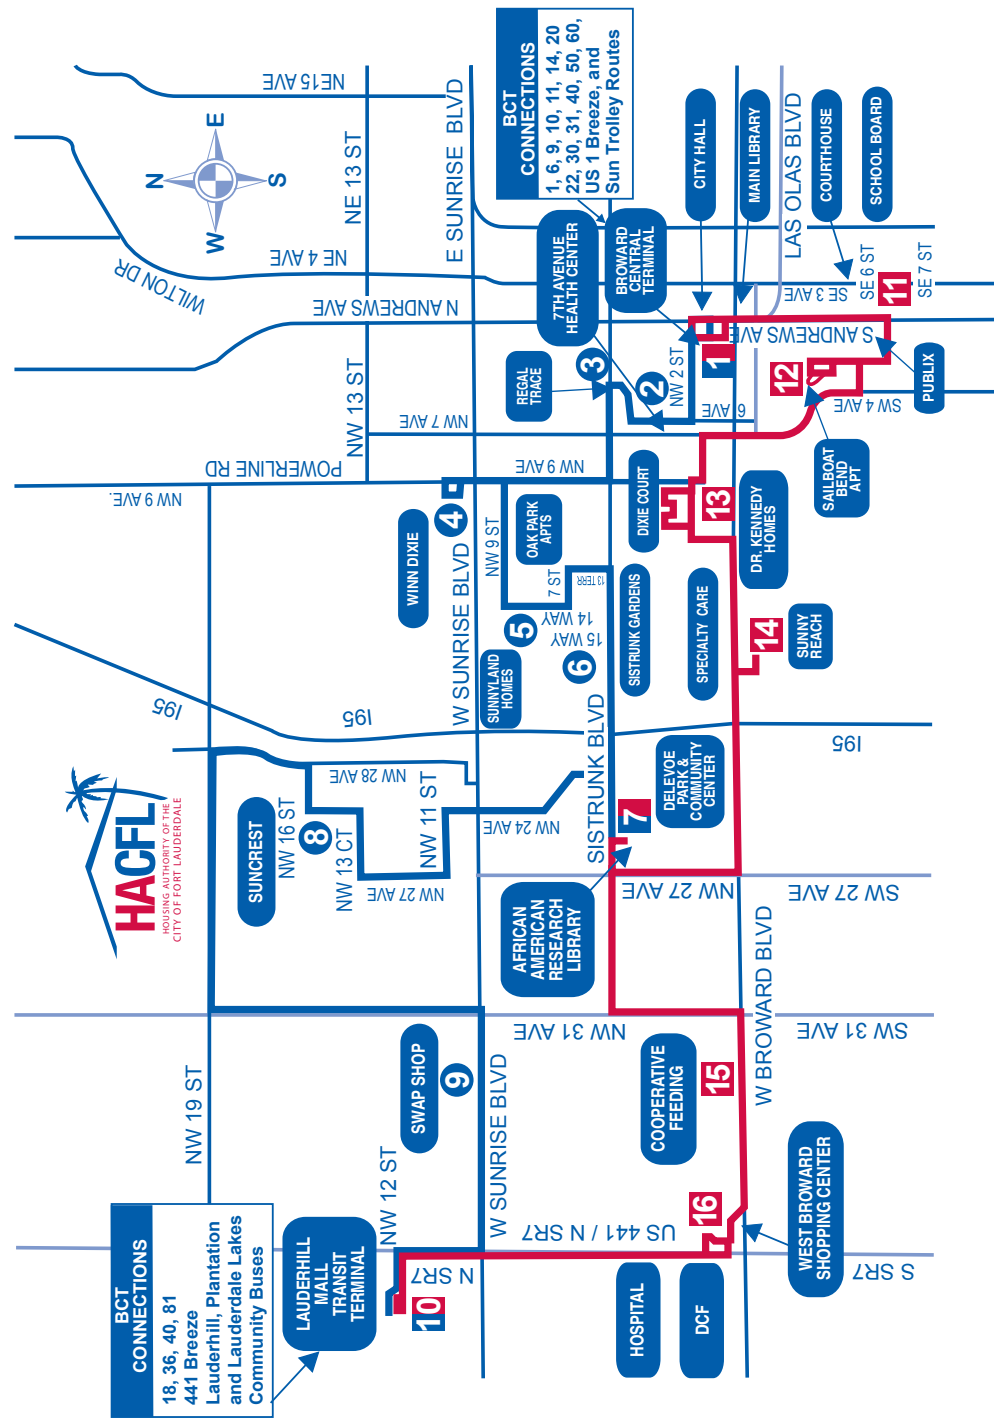 BCT
CONNECTIONS
18, 36, 40, 81
441 Breeze
Lauderhill, Plantation
and Lauderdale Lakes
Community Buses
LAUDERHILL
MALL
TRANSIT
TERMINAL
10
NW 12 ST
N SR7
NW 19 ST
SWAP SHOP
9
W SUNRISE BLVD
HOSPITAL
DCF
US 441 / N SR7
16
S SR7
WEST BROWARD
SHOPPING CENTER
COOPERATIVE
FEEDING
15
W BROWARD BLVD
NW 31 AVE
SW 31 AVE
HACFL
HOUSING AUTHORITY OF THE
CITY OF FORT LAUDERDALE
SUNCREST
NW 16 ST
8
NW 13 CT
NW 27 AVE
NW 11 ST
NW 28 AVE
NW 24 AVE
AFRICAN
AMERICAN
RESEARCH
LIBRARY
SISTRUNK BLVD
7
DELEVOE
PARK &
COMMUNITY
CENTER
NW 27 AVE
SW 27 AVE
I95
I95
I95
WINN DIXIE
4
W SUNRISE BLVD
SUNNYLAND
HOMES
5
6
15 WAY
14 WAY
NW 9 ST
7 ST
13 TERR
OAK PARK
APTS
SISTRUNK GARDENS
SPECIALTY CARE
14
SUNNY
REACH
NW 9 AVE.
POWERLINE RD
NW 9 AVE
DIXIE COURT
13
DR. KENNEDY
HOMES
NW 13 ST
NW 7 AVE
REGAL
TRACE
3
2
NW 2 ST
6 AVE
7TH AVENUE
HEALTH CENTER
BROWARD
CENTRAL
TERMINAL
1
12
SAILBOAT
BEND
APT
SW 4 AVE
S ANDREWS AVE
PUBLIX
N ANDREWS AVE
WILTON DR
NE 4 AVE
NE 13 ST
NE15 AVE
N
E
S
W
E SUNRISE BLVD
BCT
CONNECTIONS
1, 6, 9, 10, 11, 14, 20
22, 30, 31, 40, 50, 60,
US 1 Breeze, and
Sun Trolley Routes
CITY HALL
MAIN LIBRARY
LAS OLAS BLVD
COURTHOUSE
SCHOOL BOARD
SE 3 AVE
SE 6 ST
11
SE 7 ST